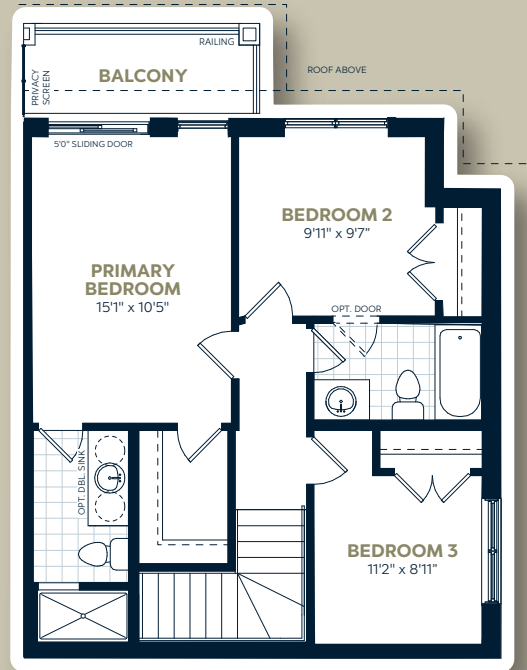 RAILING
BALCONY
PRIVACY
SCREEN
ROOF ABOVE
5'0" SLIDING DOOR
BEDROOM 2
9'11" x 9'7”
PRIMARY
BEDROOM
15'1" x 10'5"
OPT. DOOR
OPT. DBL. SINK
BEDROOM 3
11'2" x 8'11”